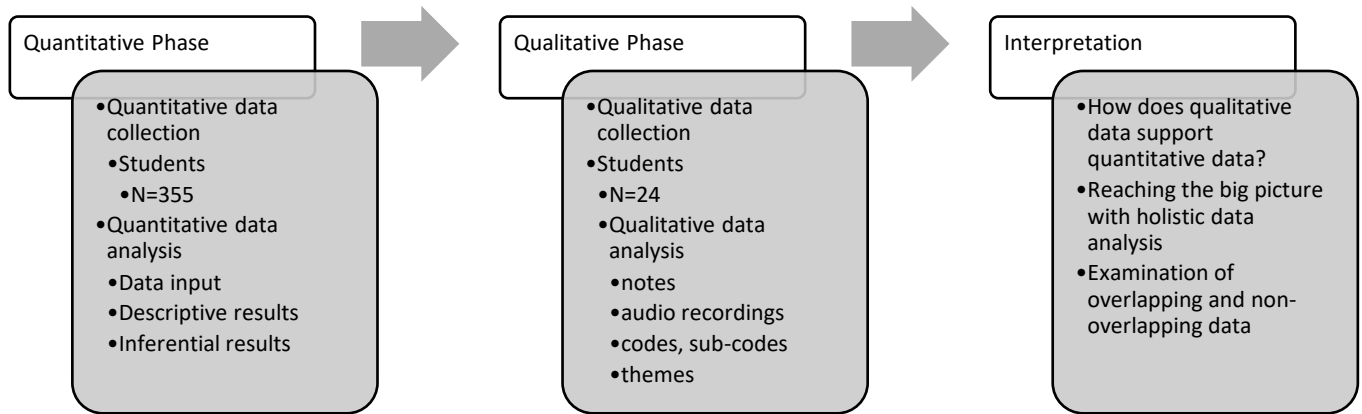 Quantitative Phase
•Quantitative data
collection
•Students
•N=355
•Quantitative data
analysis
•Data input
•Descriptive results
•Inferential results
Qualitative Phase
•Qualitative data
collection
•Students
•N=24
•Qualitative data
analysis
•notes
•audio recordings
•codes, sub-codes
•themes
Interpretation
•How does qualitative
data support
quantitative data?
•Reaching the big picture
with holistic data
analysis
•Examination of
overlapping and non-
overlapping data